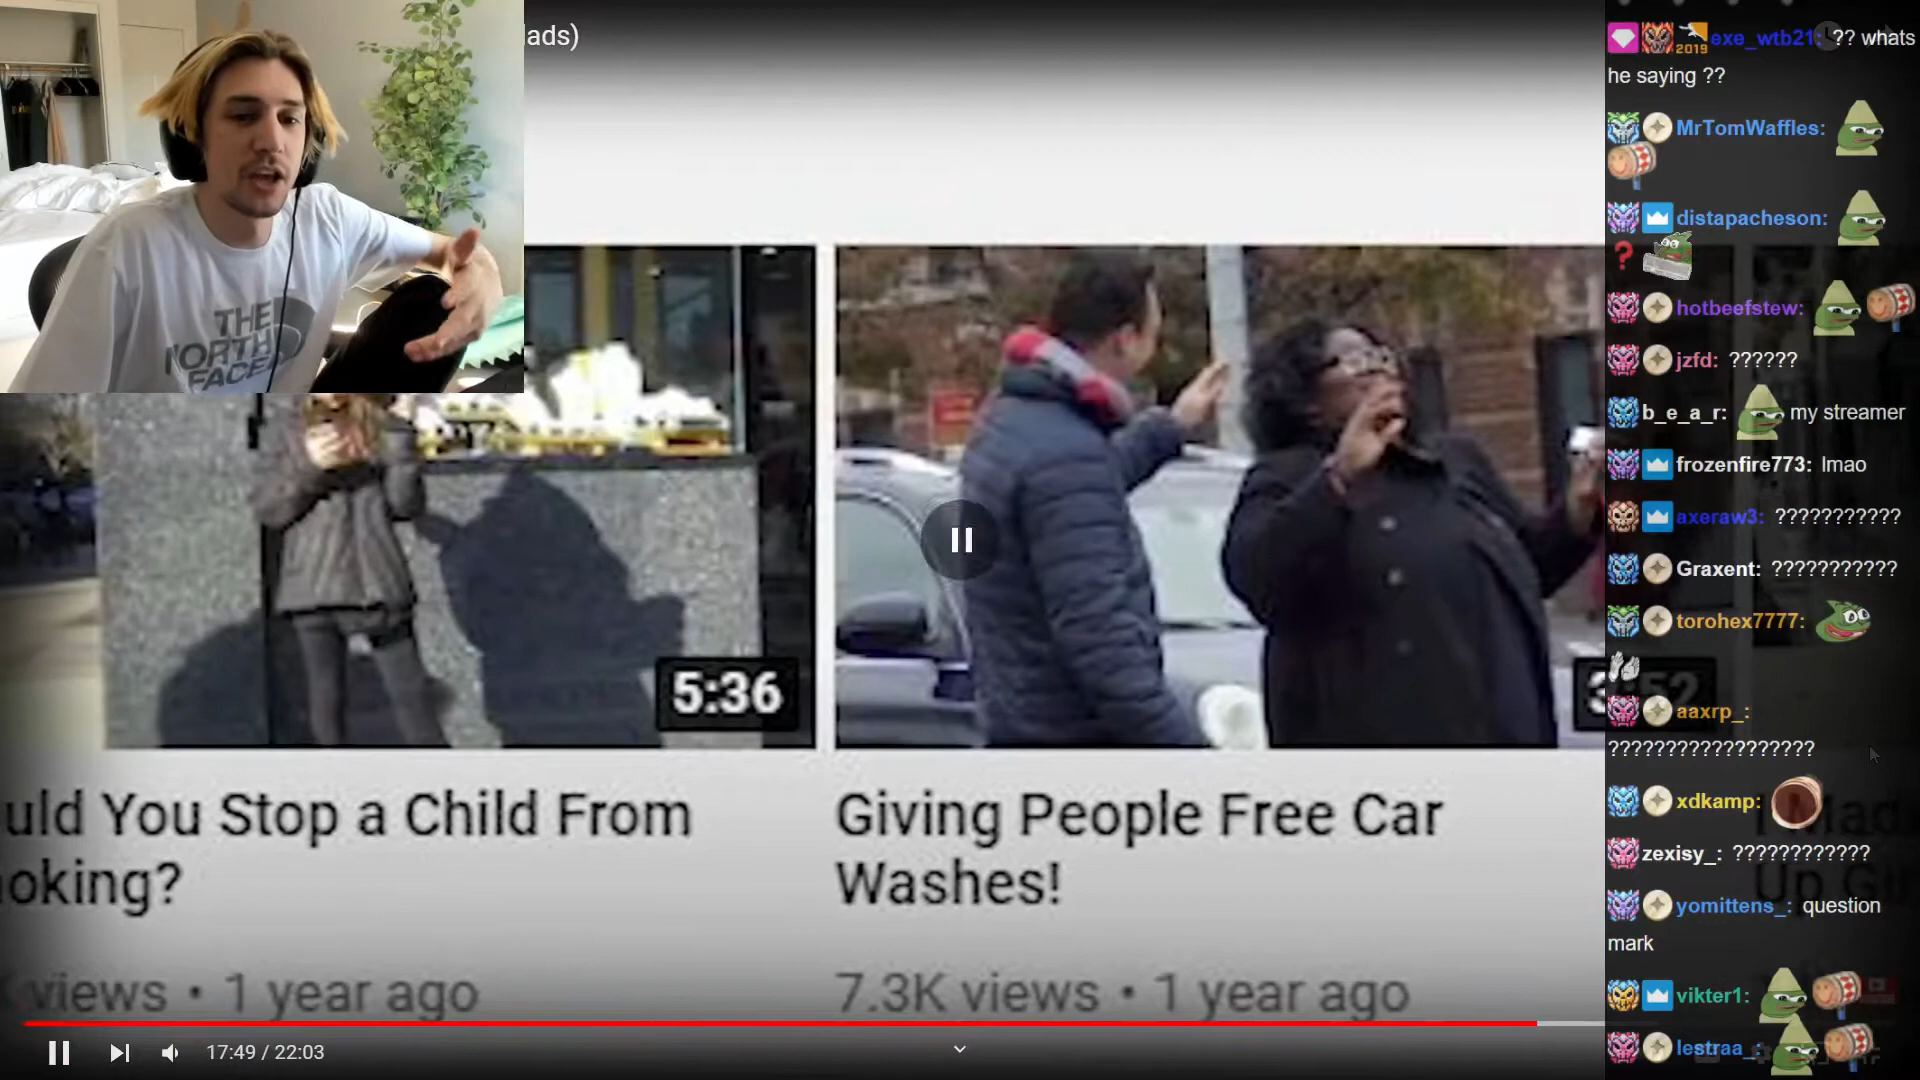 ads)
THE
NORTH
FACE
5:36
uld You Stop a Child From
oking?
views • 1 year ago
Giving People Free Car
Washes!
7.3K views • 1 year ago
17:49 / 22:03
2019 exe_wtb21: ?? whats
he saying ??
MrTomWaffles:
distapacheson:
?
hotbeefstew:
jzfd: ??????
b_e_a_r: my streamer
frozenfire773: lmao
axeraw3: ???????????
Graxent: ???????????
torohex7777:
aaxrp_:
??????????????????
xdkamp:
zexisy_: ????????????
yomittens_: question
mark
vikter1:
lestraa_: